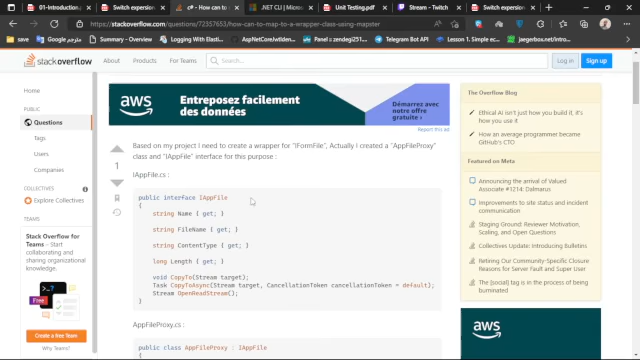 01-Introduction.
Switch expersion
c# - How can to
.NET CLI | Micros
Unit Testing.pdf
Stream - Twitch
Switch expersion
https://stackoverflow.com/questions/72357653/how-can-to-map-to-a-wrapper-class-using-mapster
مترجم گوگل
Logging With Elasti
AspNetCoreJwtIden
Panel :: zendegi251
Telegram Bot API
Lesson 1. Simple ec
jaegerbox.net/intro...
stackoverflow
About
Products
For Teams
Search...
Log in
Sign up
Home
PUBLIC
Questions
Tags
Users
Companies
COLLECTIVES
Explore Collectives
TEAMS
Stack Overflow for
Teams – Start
collaborating and
sharing organizational
knowledge.
Free
Create a free Team
Why Teams?
aws
Entreposez facilement
des données
Démarrez avec
notre offre
gratuite ›
Report this ad
1
Based on my project I need to create a wrapper for "IFormFile, Actually I created a "AppFileProxy"
class and "IAppFile" interface for this purpose :
IAppFile.cs :
public interface IAppFile
{
string Name { get; }
string FileName { get; }
string ContentType { get; }
long Length { get; }
void CopyTo(Stream target);
Task CopyToAsync(Stream target, CancellationToken cancellationToken = default);
Stream OpenReadStream();
}
AppFileProxy.cs :
public class AppFileProxy : IAppFile
{
The Overflow Blog
Ethical AI isn't just how you build it, it's
how you use it
How an average programmer became
GitHub's CTO
Featured on Meta
Announcing the arrival of Valued
Associate #1214: Dalmarus
Improvements to site status and incident
communication
Staging Ground: Reviewer Motivation,
Scaling, and Open Questions
Collectives Update: Introducing Bulletins
Retiring Our Community-Specific Closure
Reasons for Server Fault and Super User
The [social] tag is in the process of being
burninated
aws